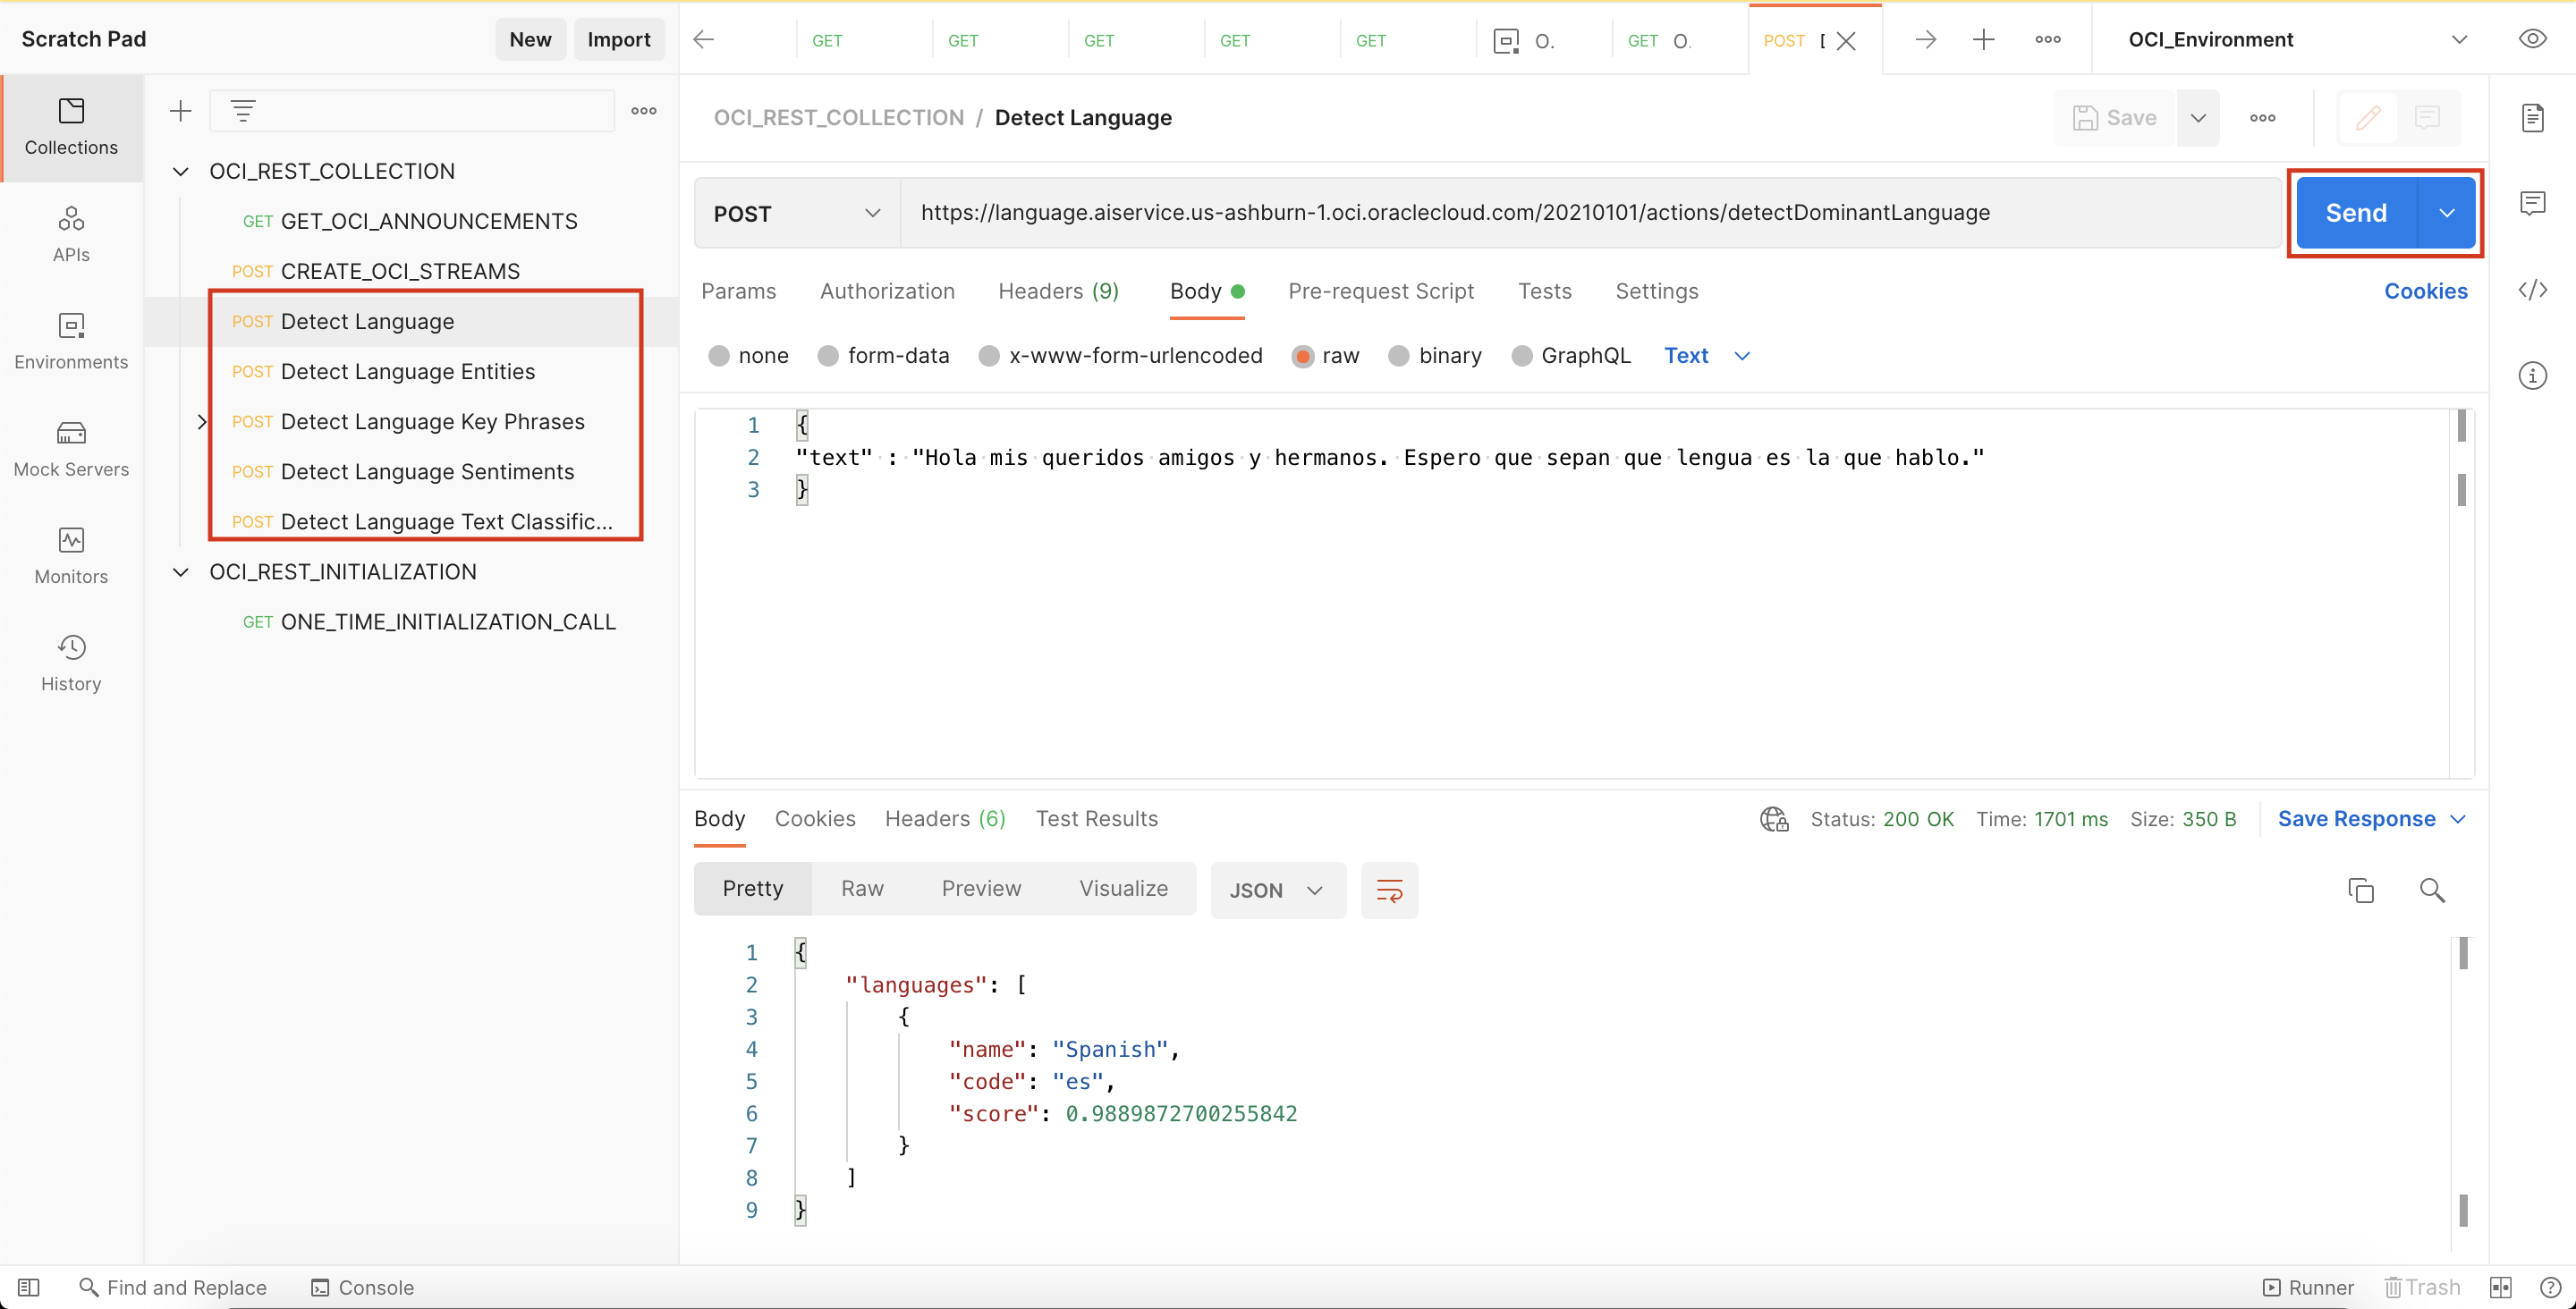 Scratch Pad
New
Import
GET
GET
GET
GET
GET
O.
GET O.
POST [
OCI_Environment
Collections
APIs
Environments
Mock Servers
Monitors
History
OCI_REST_COLLECTION
GET GET_OCI_ANNOUNCEMENTS
POST CREATE_OCI_STREAMS
POST Detect Language
POST Detect Language Entities
POST Detect Language Key Phrases
POST Detect Language Sentiments
POST Detect Language Text Classific...
OCI_REST_INITIALIZATION
GET ONE_TIME_INITIALIZATION_CALL
OCI_REST_COLLECTION / Detect Language
Save
POST
https://language.aiservice.us-ashburn-1.oci.oraclecloud.com/20210101/actions/detectDominantLanguage
Send
Params Authorization Headers (9) Body Pre-request Script Tests Settings
Cookies
none form-data x-www-form-urlencoded raw binary GraphQL Text
1 {
2 "text" : "Hola mis queridos amigos y hermanos. Espero que sepan que lengua es la que hablo."
3 }
Body Cookies Headers (6) Test Results
Status: 200 OK Time: 1701 ms Size: 350 B
Save Response
Pretty Raw Preview Visualize JSON
1 {
2 "languages": [
3 {
4 "name": "Spanish",
5 "code": "es",
6 "score": 0.9889872700255842
7 }
8 ]
9 }
Find and Replace
Console
Runner
Trash